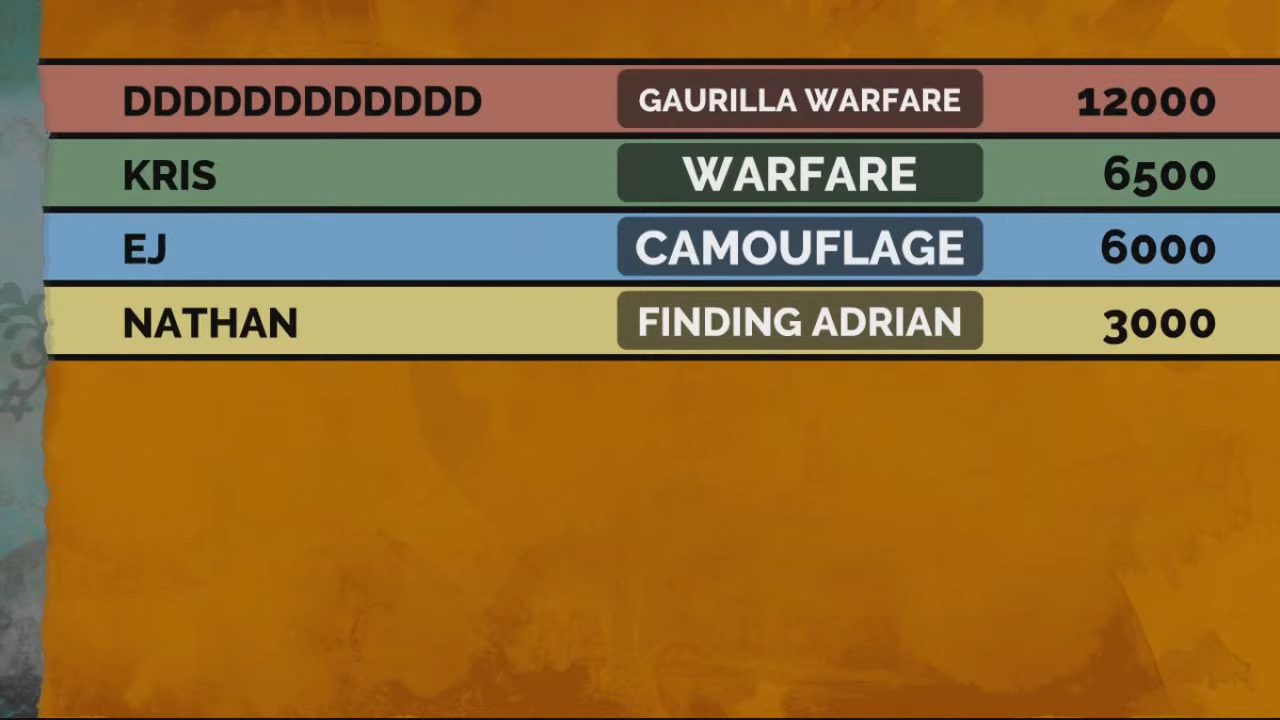 DDDDDDDDDDDD GAURILLA WARFARE 12000
KRIS WARFARE 6500
EJ CAMOUFLAGE 6000
NATHAN FINDING ADRIAN 3000